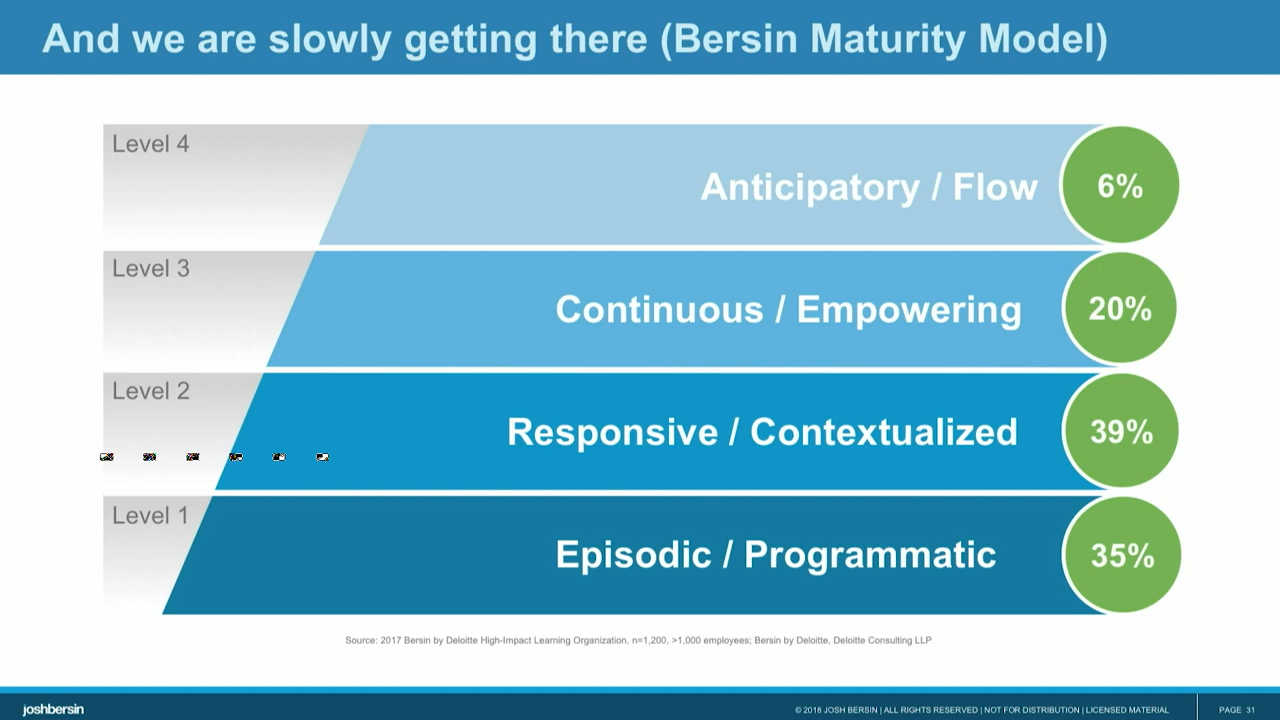 And we are slowly getting there (Bersin Maturity Model)
Level 4
Anticipatory / Flow
6%
Level 3
Continuous / Empowering
20%
Level 2
Responsive / Contextualized
39%
Level 1
Episodic / Programmatic
35%
Source: 2017 Bersin by Deloitte High-Impact Learning Organization, n=1,200, >1,000 employees; Bersin by Deloitte, Deloitte Consulting LLP
joshbersin
© 2018 JOSH BERSIN | ALL RIGHTS RESERVED | NOT FOR DISTRIBUTION | LICENSED MATERIAL
PAGE 31